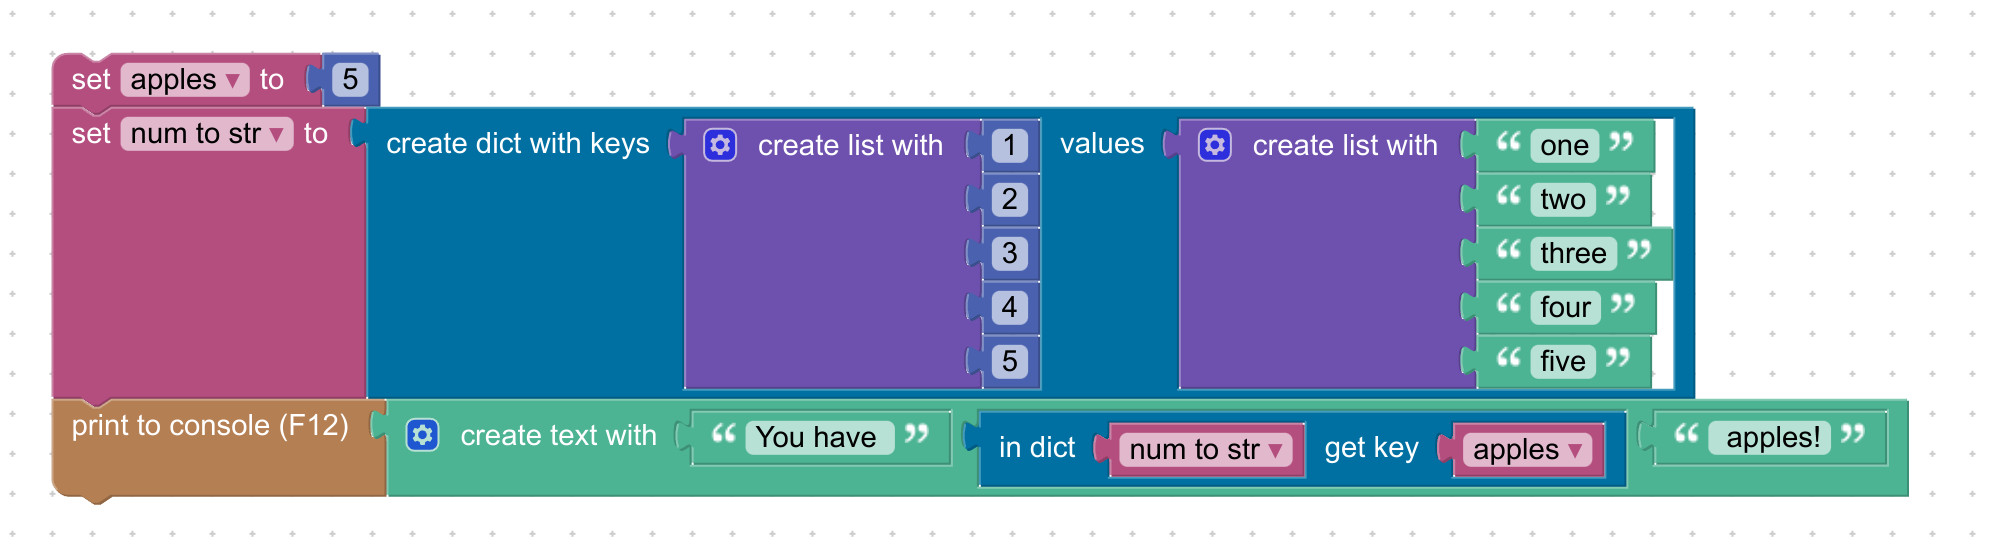 set apples ▾ to 5
set num to str ▾ to create dict with keys create list with 1 values create list with “ one ”
2 “ two ”
3 “ three ”
4 “ four ”
5 “ five ”
print to console (F12) create text with “ You have ” in dict num to str ▾ get key apples ▾ “ apples! ”